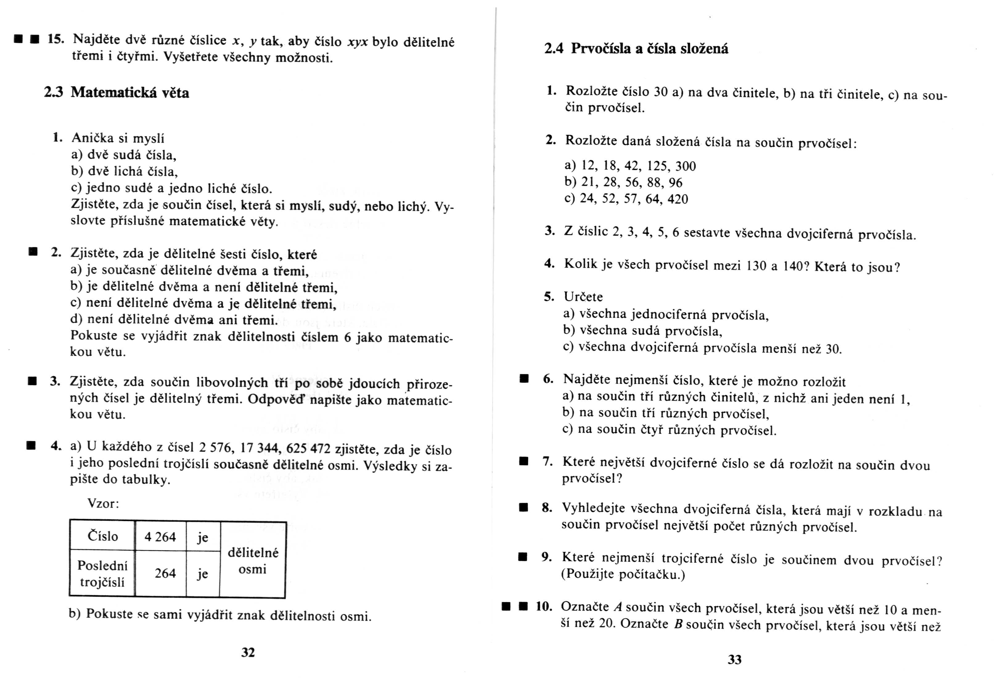 ■ ■ 15. Najděte dvě různé číslice x, y tak, aby číslo xyx bylo dělitelné
třemi i čtyřmi. Vyšetřete všechny možnosti.
2.3 Matematická věta
1. Anička si myslí
a) dvě sudá čísla,
b) dvě lichá čísla,
c) jedno sudé a jedno liché číslo.
Zjistěte, zda je součin čísel, která si myslí, sudý, nebo lichý. Vy-
slovte příslušné matematické věty.
■ 2. Zjistěte, zda je dělitelné šesti číslo, které
a) je současně dělitelné dvěma a třemi,
b) je dělitelné dvěma a není dělitelné třemi,
c) není dělitelné dvěma a je dělitelné třemi,
d) není dělitelné dvěma ani třemi.
Pokuste se vyjádřit znak dělitelnosti číslem 6 jako matematic-
kou větu.
■ 3. Zjistěte, zda součin libovolných tří po sobě jdoucích přiroze-
ných čísel je dělitelný třemi. Odpověď napište jako matematic-
kou větu.
■ 4. a) U každého z čísel 2 576, 17 344, 625 472 zjistěte, zda je číslo
i jeho poslední trojčíslí současně dělitelné osmi. Výsledky si za-
pište do tabulky.
Vzor:
Číslo 4 264 je
dělitelné
osmi
Poslední
trojčíslí
264 je
b) Pokuste se sami vyjádřit znak dělitelnosti osmi.
32
2.4 Prvočísla a čísla složená
1. Rozložte číslo 30 a) na dva činitele, b) na tři činitele, c) na sou-
čin prvočísel.
2. Rozložte daná složená čísla na součin prvočísel:
a) 12, 18, 42, 125, 300
b) 21, 28, 56, 88, 96
c) 24, 52, 57, 64, 420
3. Z číslic 2, 3, 4, 5, 6 sestavte všechna dvojciferná prvočísla.
4. Kolik je všech prvočísel mezi 130 a 140? Která to jsou?
5. Určete
a) všechna jednociferná prvočísla,
b) všechna sudá prvočísla,
c) všechna dvojciferná prvočísla menší než 30.
■ 6. Najděte nejmenší číslo, které je možno rozložit
a) na součin tří různých činitelů, z nichž ani jeden není 1,
b) na součin tří různých prvočísel,
c) na součin čtyř různých prvočísel.
■ 7. Které největší dvojciferné číslo se dá rozložit na součin dvou
prvočísel?
■ 8. Vyhledejte všechna dvojciferná čísla, která mají v rozkladu na
součin prvočísel největší počet různých prvočísel.
■ 9. Které nejmenší trojciferné číslo je součinem dvou prvočísel?
(Použijte počítačku.)
■ ■ 10. Označte A součin všech prvočísel, která jsou větší než 10 a men-
ší než 20. Označte B součin všech prvočísel, která jsou větší než
33